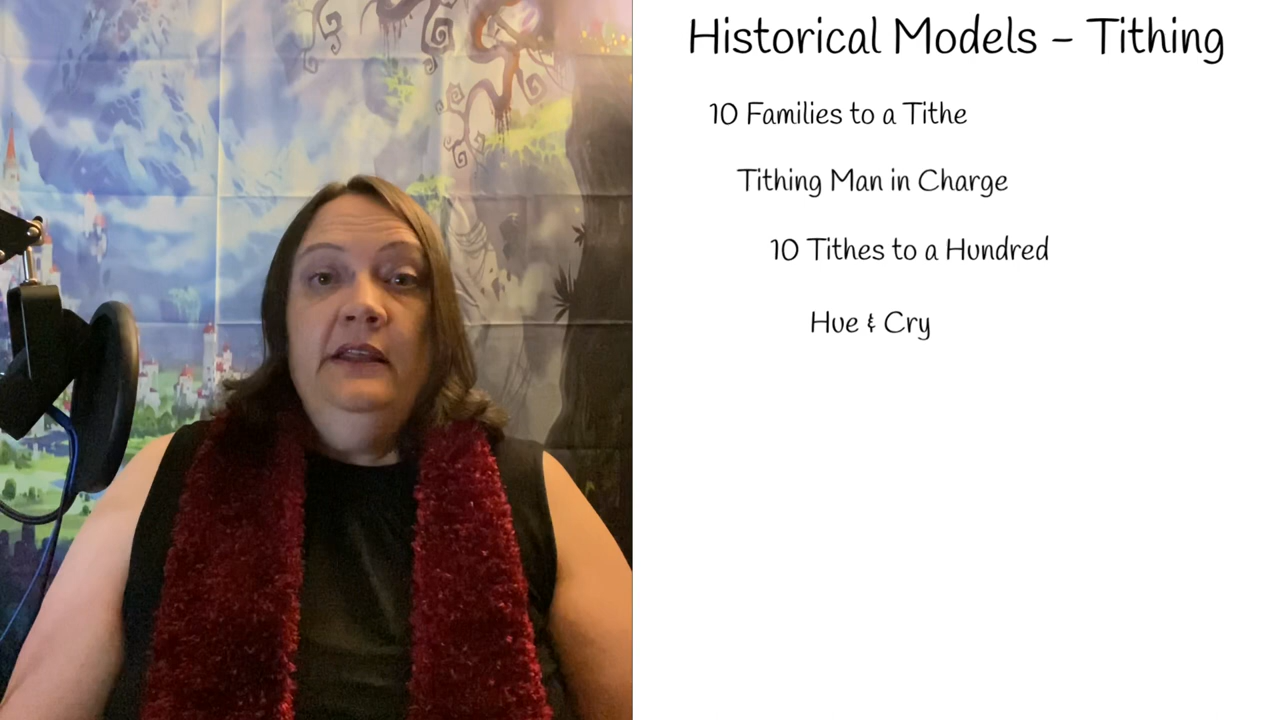 Historical Models - Tithing
10 Families to a Tithe
Tithing Man in Charge
10 Tithes to a Hundred
Hue & Cry